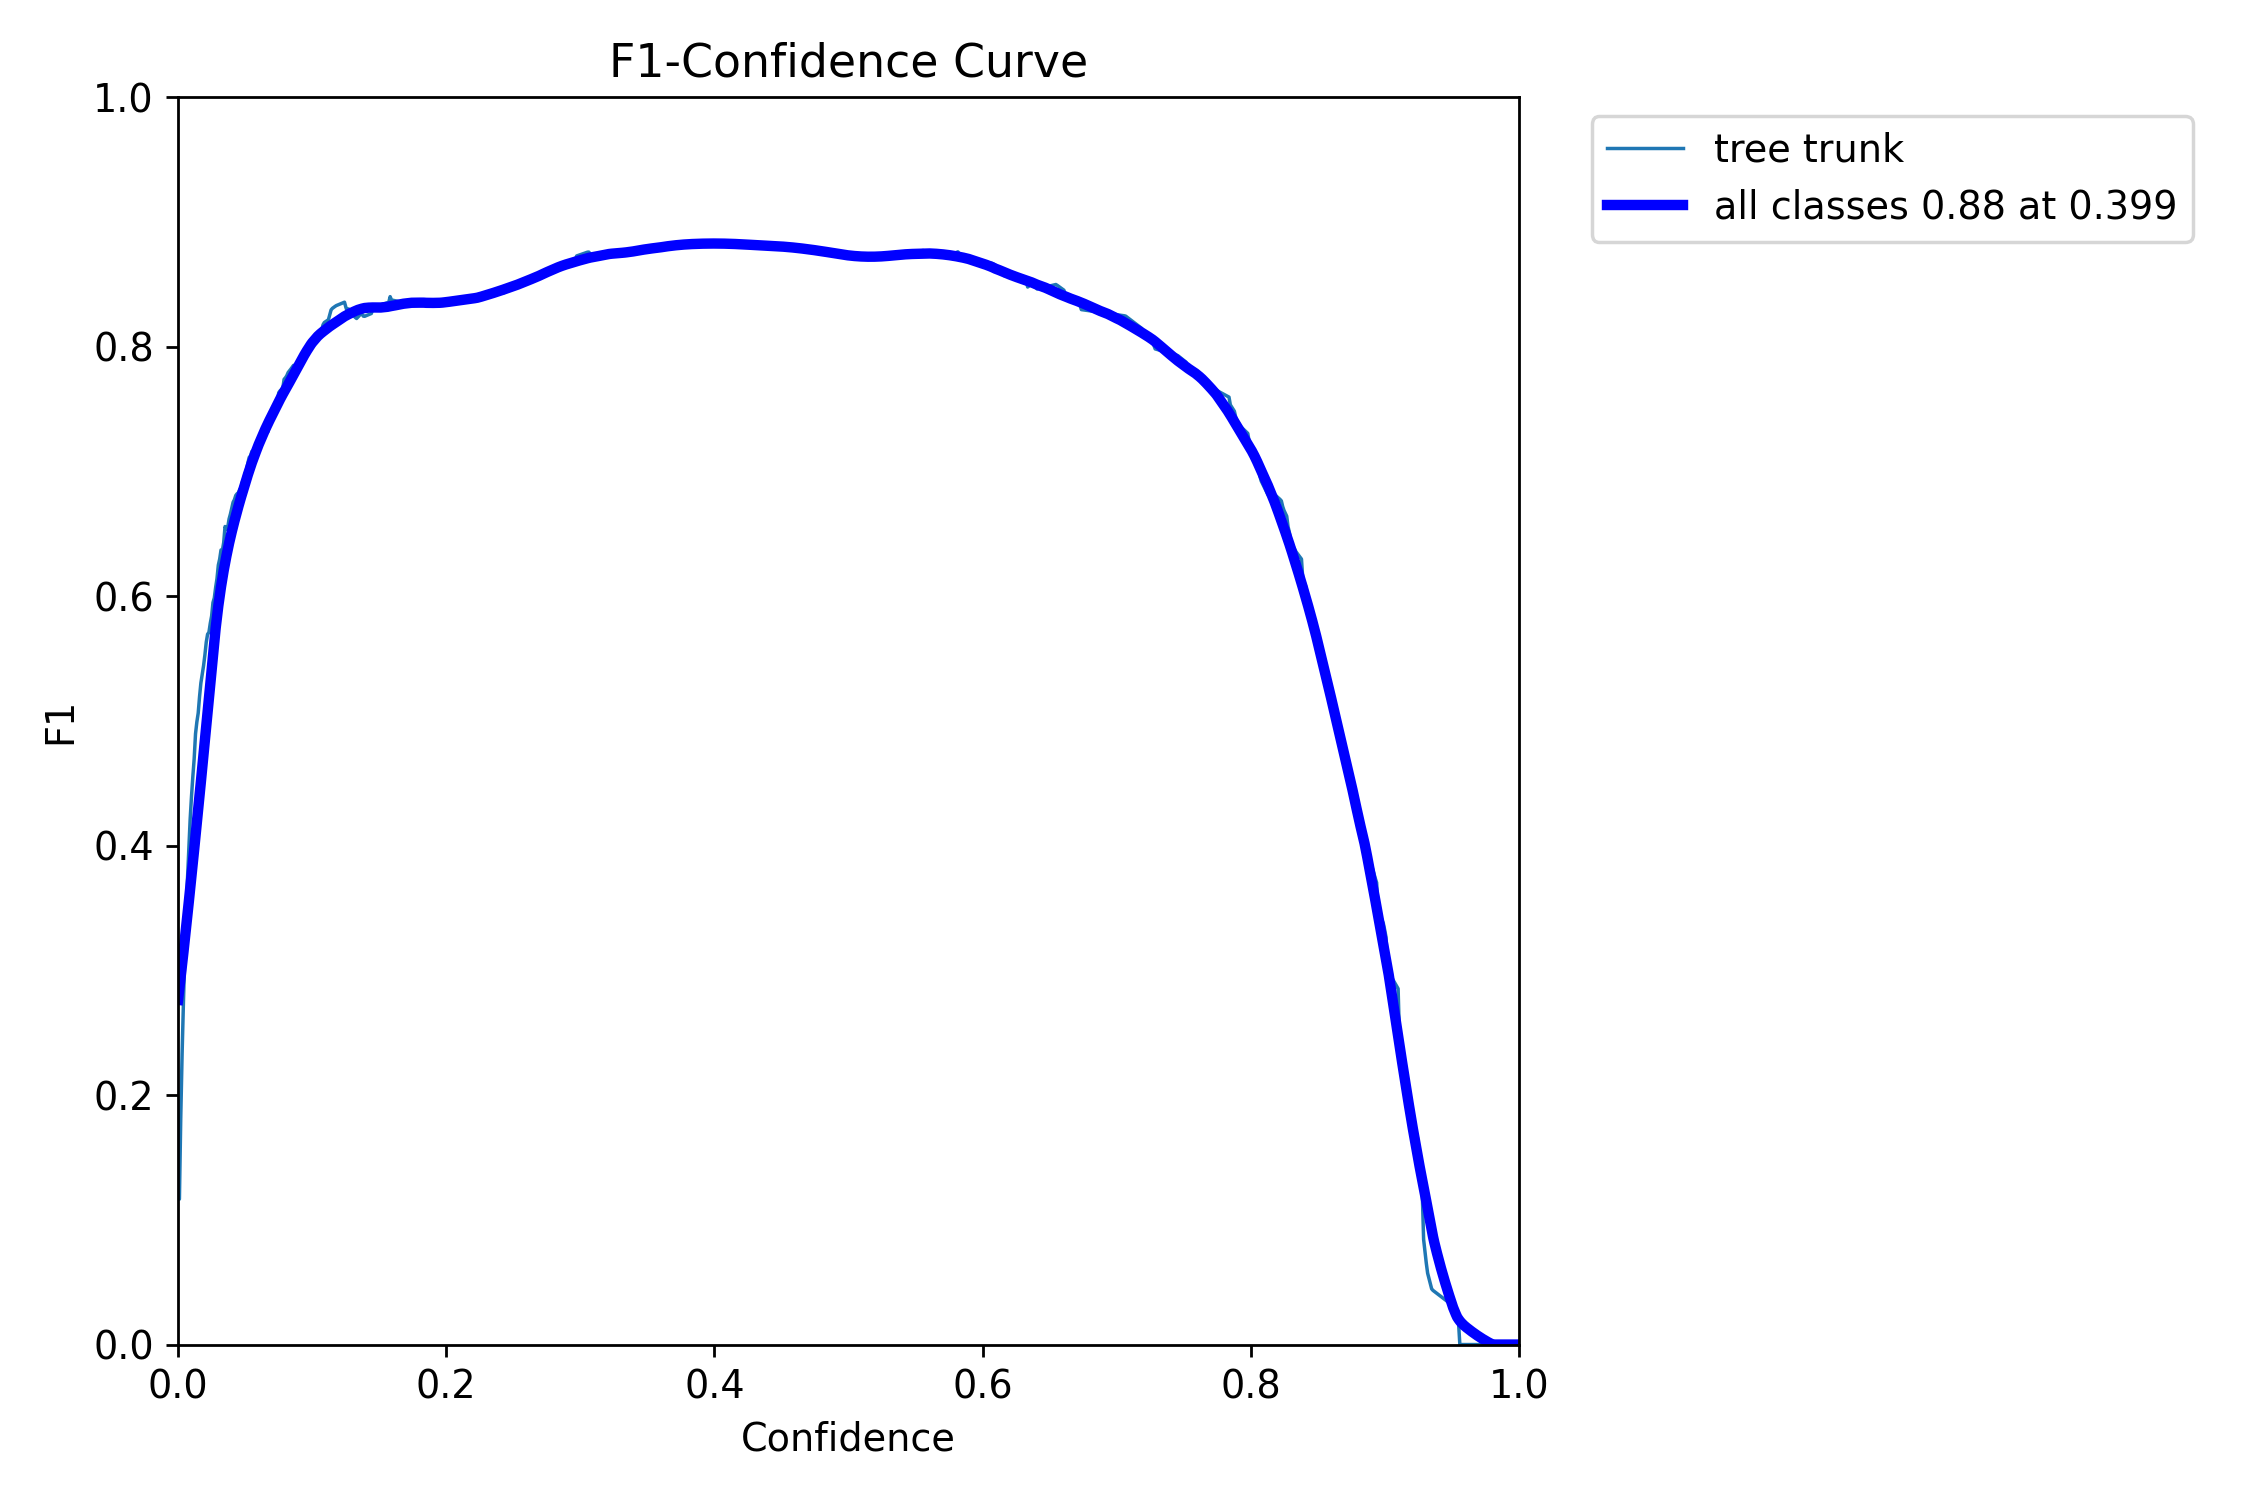 F1-Confidence Curve
1.0
0.8
0.6
0.4
0.2
0.0
F1
0.0 0.2 0.4 0.6 0.8 1.0
Confidence
tree trunk
all classes 0.88 at 0.399